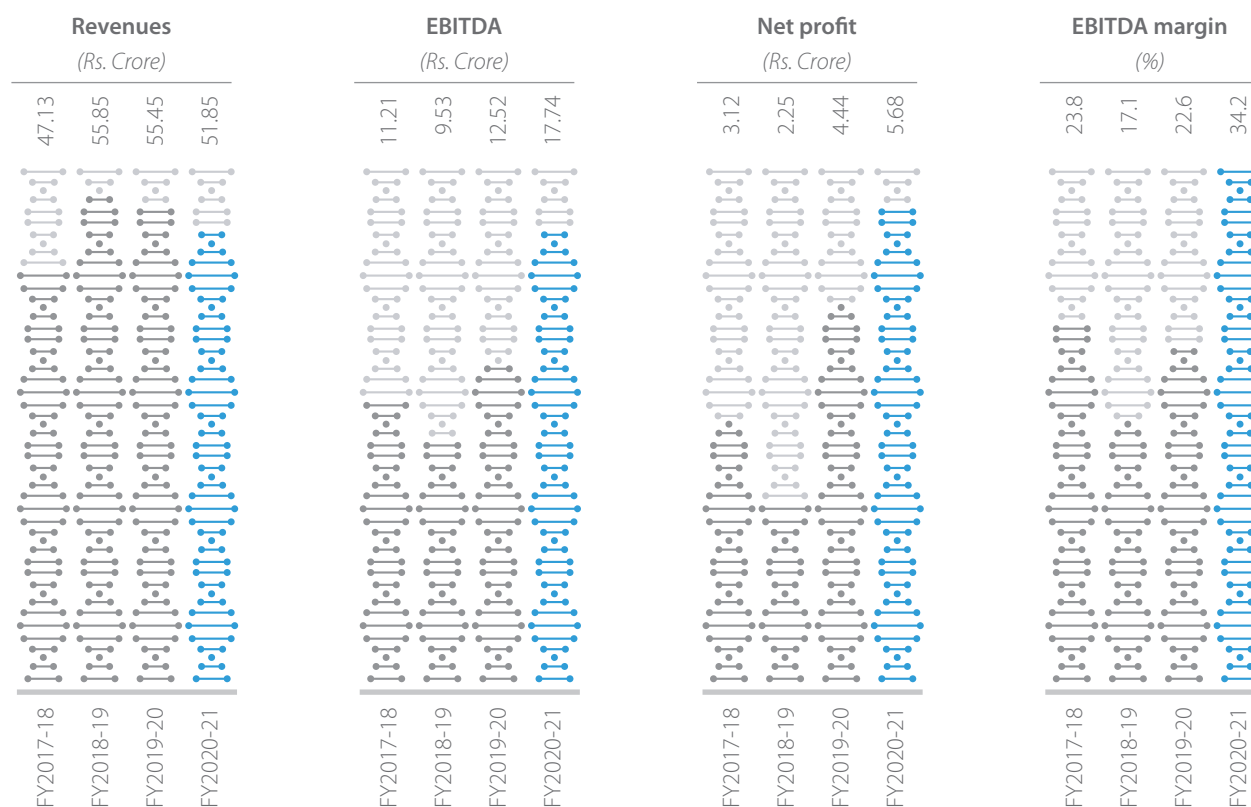 Revenues
(Rs. Crore)
47.13
55.85
55.45
51.85
FY2017-18
FY2018-19
FY2019-20
FY2020-21
EBITDA
(Rs. Crore)
11.21
9.53
12.52
17.74
FY2017-18
FY2018-19
FY2019-20
FY2020-21
Net profit
(Rs. Crore)
3.12
2.25
4.44
5.68
FY2017-18
FY2018-19
FY2019-20
FY2020-21
EBITDA margin
(%)
23.8
17.1
22.6
34.2
FY2017-18
FY2018-19
FY2019-20
FY2020-21